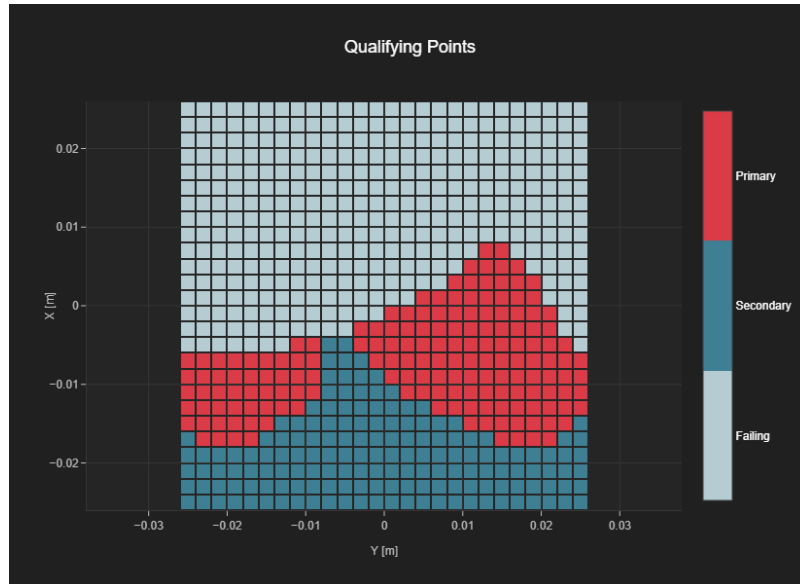 Qualifying Points
0.02
0.01
0
−0.01
−0.02
X [m]
−0.03
−0.02
−0.01
0
0.01
0.02
0.03
Y [m]
Primary
Secondary
Failing